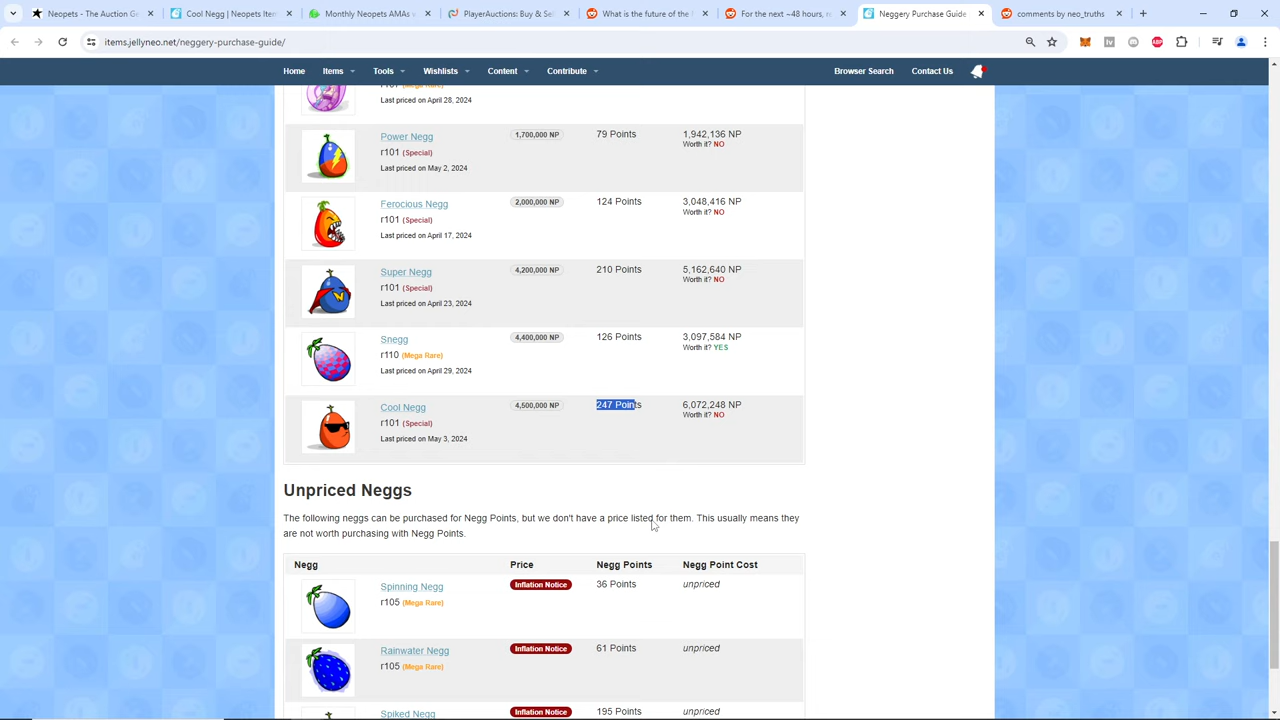 Neopets - The Auction Ge
Cool Negg | Neopets Iten
Monthly Neopets AMAs v
PlayerAuctions: Buy & Sel
What is the future of the
For the next ~48 hours, r
Neggery Purchase Guide
comments by neo_truths
items.jellyneo.net/neggery-purchase-guide/
Home Items Tools Wishlists Content Contribute Browser Search Contact Us
Last priced on April 28, 2024
Power Negg 1,700,000 NP 79 Points 1,942,136 NP
Worth it? NO
r101 (Special)
Last priced on May 2, 2024
Ferocious Negg 2,000,000 NP 124 Points 3,048,416 NP
Worth it? NO
r101 (Special)
Last priced on April 17, 2024
Super Negg 4,200,000 NP 210 Points 5,162,640 NP
Worth it? NO
r101 (Special)
Last priced on April 23, 2024
Snegg 4,400,000 NP 126 Points 3,097,584 NP
Worth it? YES
r110 (Mega Rare)
Last priced on April 29, 2024
Cool Negg 4,500,000 NP 247 Points 6,072,248 NP
Worth it? NO
r101 (Special)
Last priced on May 3, 2024
Unpriced Neggs
The following neggs can be purchased for Negg Points, but we don't have a price listed for them. This usually means they
are not worth purchasing with Negg Points.
Negg Price Negg Points Negg Point Cost
Spinning Negg Inflation Notice 36 Points unpriced
r105 (Mega Rare)
Rainwater Negg Inflation Notice 61 Points unpriced
r105 (Mega Rare)
Spiked Negg Inflation Notice 195 Points unpriced